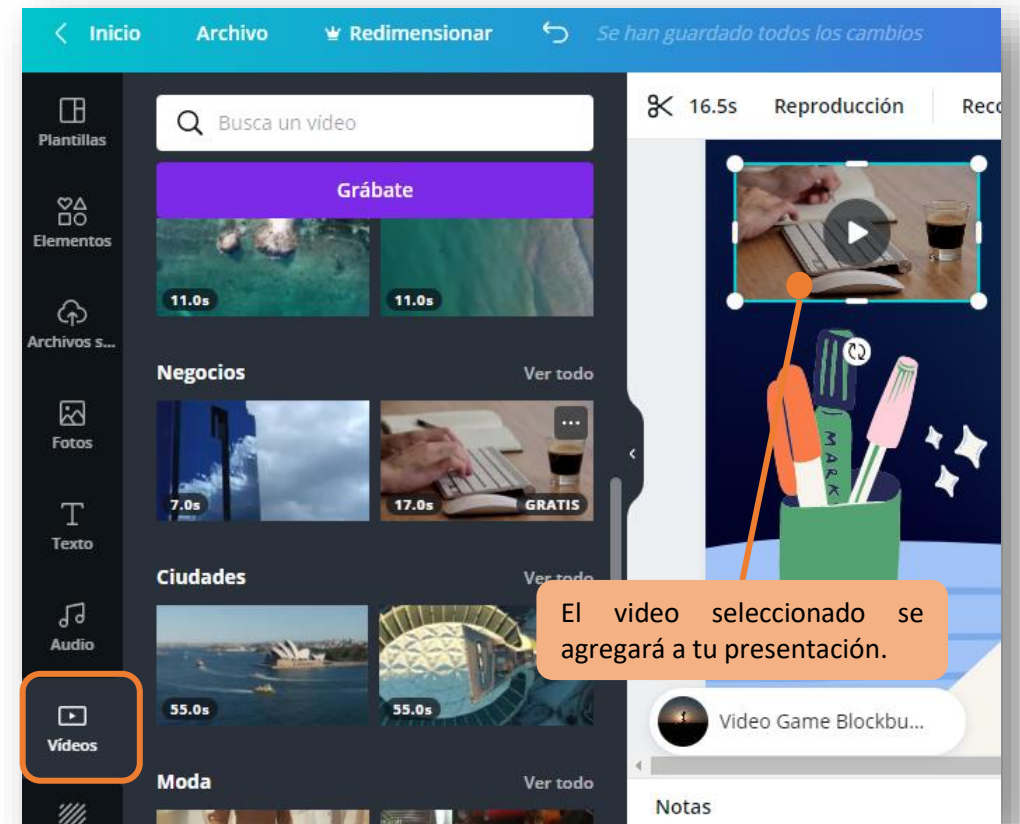 Inicio Archivo Redimensionar Se han guardado todos los cambios
Plantillas
Elementos
Archivos s...
Fotos
Texto
Audio
Vídeos
Busca un vídeo
Grábate
11.0s 11.0s
Negocios Ver todo
7.0s 17.0s GRATIS
Ciudades Ver todo
55.0s 55.0s
Moda Ver todo
16.5s Reproducción Reco
MARK
El video seleccionado se
agregará a tu presentación.
Video Game Blockbu...
Notas